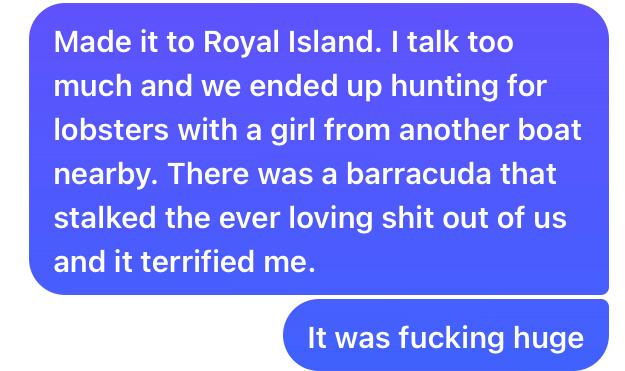 Made it to Royal Island. I talk too
much and we ended up hunting for
lobsters with a girl from another boat
nearby. There was a barracuda that
stalked the ever loving shit out of us
and it terrified me.
It was fucking huge